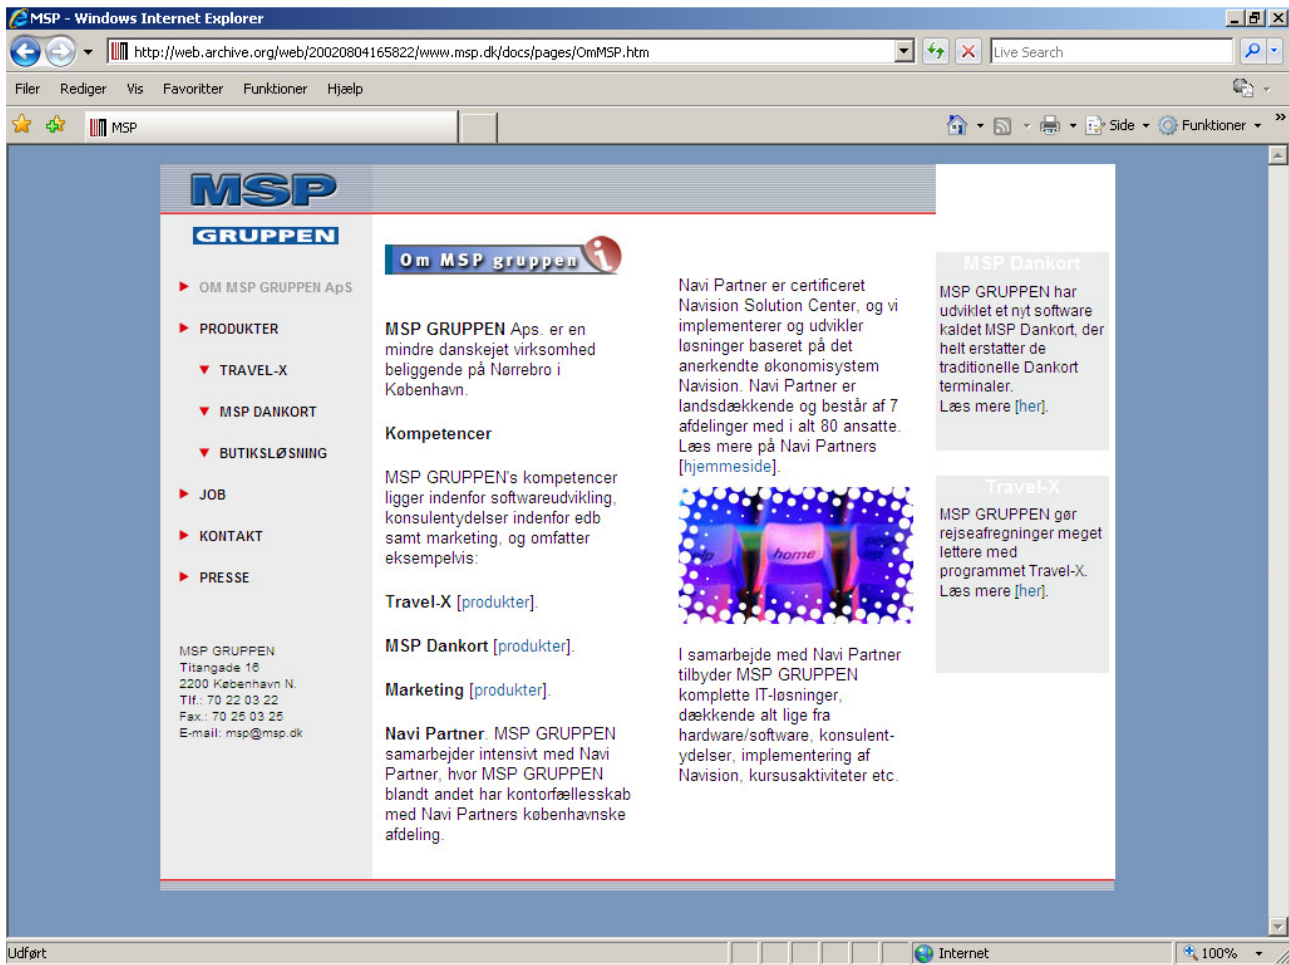 MSP - Windows Internet Explorer
http://web.archive.org/web/20020804165822/www.msp.dk/docs/pages/OmMSP.htm
Live Search
Filer Rediger Vis Favoritter Funktioner Hjælp
MSP
Side Funktioner
MSP
GRUPPEN
OM MSP GRUPPEN ApS
PRODUKTER
TRAVEL-X
MSP DANKORT
BUTIKSLØSNING
JOB
KONTAKT
PRESSE
MSP GRUPPEN
Titangade 16
2200 København N.
Tlf.: 70 22 03 22
Fax.: 70 25 03 25
E-mail: msp@msp.dk
Om MSP gruppen
MSP GRUPPEN Aps. er en
mindre danskejet virksomhed
beliggende på Nørrebro i
København.
Kompetencer
MSP GRUPPEN's kompetencer
ligger indenfor softwareudvikling,
konsulentydelser indenfor edb
samt marketing, og omfatter
eksempelvis:
Travel-X [produkter].
MSP Dankort [produkter].
Marketing [produkter].
Navi Partner. MSP GRUPPEN
samarbejder intensivt med Navi
Partner, hvor MSP GRUPPEN
blandt andet har kontorfællesskab
med Navi Partners københavnske
afdeling.
Navi Partner er certificeret
Navision Solution Center, og vi
implementerer og udvikler
løsninger baseret på det
anerkendte økonomisystem
Navision. Navi Partner er
landsdækkende og består af 7
afdelinger med i alt 80 ansatte.
Læs mere på Navi Partners
[hjemmeside].
home
I samarbejde med Navi Partner
tilbyder MSP GRUPPEN
komplette IT-løsninger,
dækkende alt lige fra
hardware/software, konsulent-
ydelser, implementering af
Navision, kursusaktiviteter etc.
MSP Dankort
MSP GRUPPEN har
udviklet et nyt software
kaldet MSP Dankort, der
helt erstatter de
traditionelle Dankort
terminaler.
Læs mere [her].
Travel-X
MSP GRUPPEN gør
rejseafregninger meget
lettere med
programmet Travel-X.
Læs mere [her].
Udført
Internet
100%